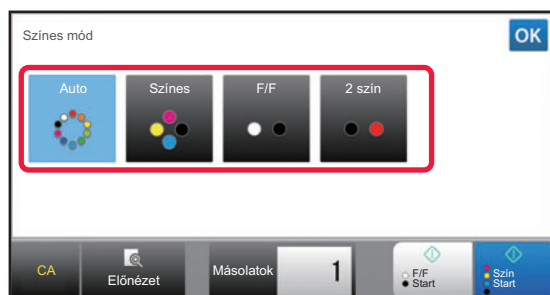 Színes mód
OK
Auto
Színes
F/F
2 szín
CA
Előnézet
Másolatok
1
F/F
Start
Szín
Start